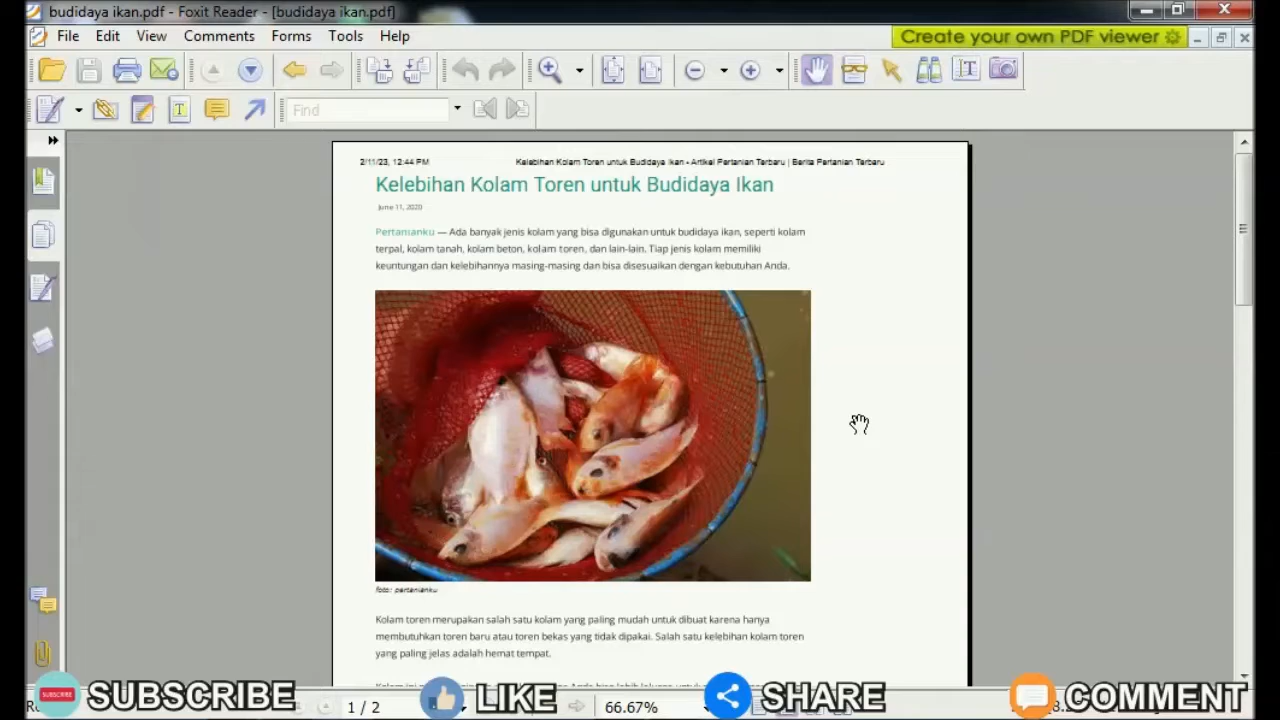 budidaya ikan.pdf - Foxit Reader - [budidaya ikan.pdf]
File Edit View Comments Forms Tools Help
Create your own PDF viewer
Find
2/11/23, 12:44 PM Kelebihan Kolam Toren untuk Budidaya Ikan - Artikel Pertanian Terbaru | Berita Pertanian Terbaru
Kelebihan Kolam Toren untuk Budidaya Ikan
June 11, 2020
Pertanianku — Ada banyak jenis kolam yang bisa digunakan untuk budidaya ikan, seperti kolam
terpal, kolam tanah, kolam beton, kolam toren, dan lain-lain. Tiap jenis kolam memiliki
keuntungan dan kelebihannya masing-masing dan bisa disesuaikan dengan kebutuhan Anda.
foto: pertanianku
Kolam toren merupakan salah satu kolam yang paling mudah untuk dibuat karena hanya
membutuhkan toren baru atau toren bekas yang tidak dipakai. Salah satu kelebihan kolam toren
yang paling jelas adalah hemat tempat.
SUBSCRIBE SUBSCRIBE LIKE SHARE COMMENT
1 / 2 66.67%